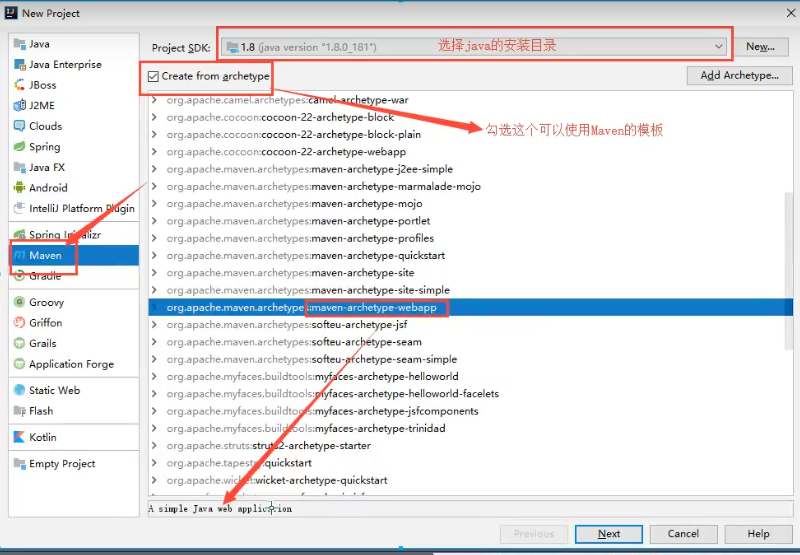 New Project
Java
Java Enterprise
JBoss
J2ME
Clouds
Spring
Java FX
Android
IntelliJ Platform Plugin
Spring Initializr
Maven
Gradle
Groovy
Griffon
Grails
Application Forge
Static Web
Flash
Kotlin
Empty Project
Project SDK: 1.8 (java version "1.8.0_181") 选择java的安装目录 New...
Create from archetype Add Archetype...
org.apache.camel.archetypes:camel-archetype-war
org.apache.cocoon:cocoon-22-archetype-block
勾选这个可以使用Maven的模板
org.apache.cocoon:cocoon-22-archetype-block-plain
org.apache.cocoon:cocoon-22-archetype-webapp
org.apache.maven.archetypes:maven-archetype-j2ee-simple
org.apache.maven.archetypes:maven-archetype-marmalade-mojo
org.apache.maven.archetypes:maven-archetype-mojo
org.apache.maven.archetypes:maven-archetype-portlet
org.apache.maven.archetypes:maven-archetype-profiles
org.apache.maven.archetypes:maven-archetype-quickstart
org.apache.maven.archetypes:maven-archetype-site
org.apache.maven.archetypes:maven-archetype-site-simple
org.apache.maven.archetypes:maven-archetype-webapp
org.apache.maven.archetypes:softeu-archetype-jsf
org.apache.maven.archetypes:softeu-archetype-seam
org.apache.maven.archetypes:softeu-archetype-seam-simple
org.apache.myfaces.buildtools:myfaces-archetype-helloworld
org.apache.myfaces.buildtools:myfaces-archetype-helloworld-facelets
org.apache.myfaces.buildtools:myfaces-archetype-jsfcomponents
org.apache.myfaces.buildtools:myfaces-archetype-trinidad
org.apache.struts:struts2-archetype-starter
org.apache.tapestry:quickstart
org.apache.wicket:wicket-archetype-quickstart
A simple Java web application
Previous Next Cancel Help